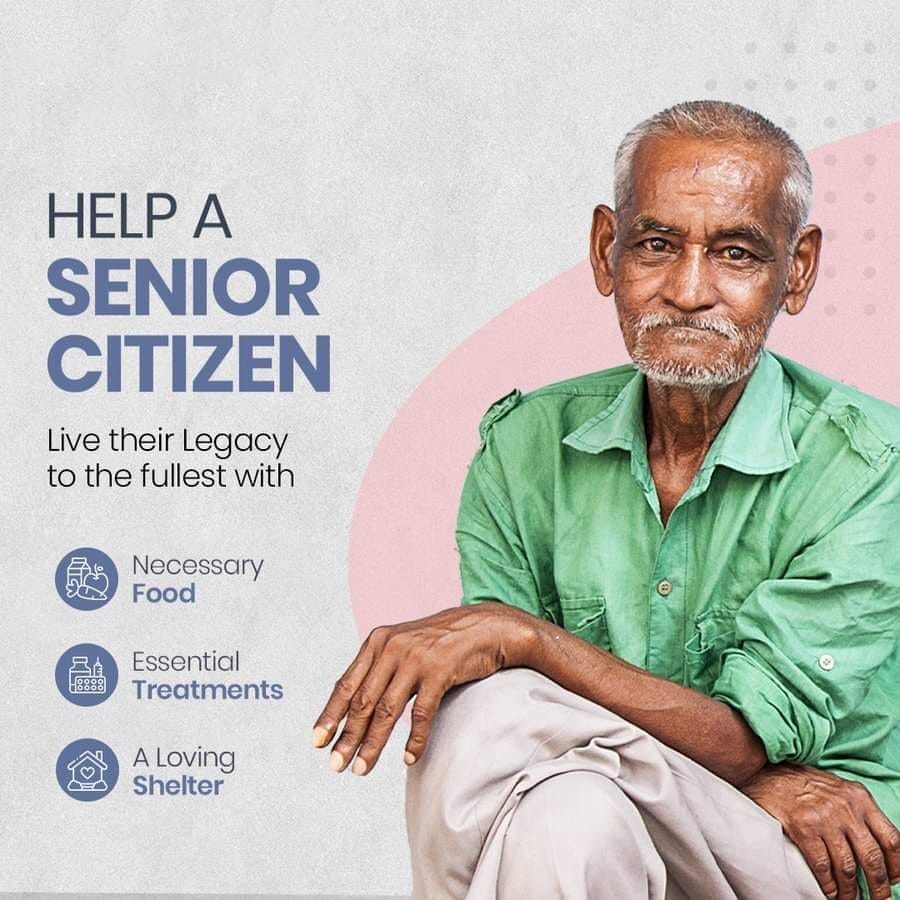 HELP A
SENIOR
CITIZEN
Live their Legacy
to the fullest with
Necessary
Food
Essential
Treatments
A Loving
Shelter